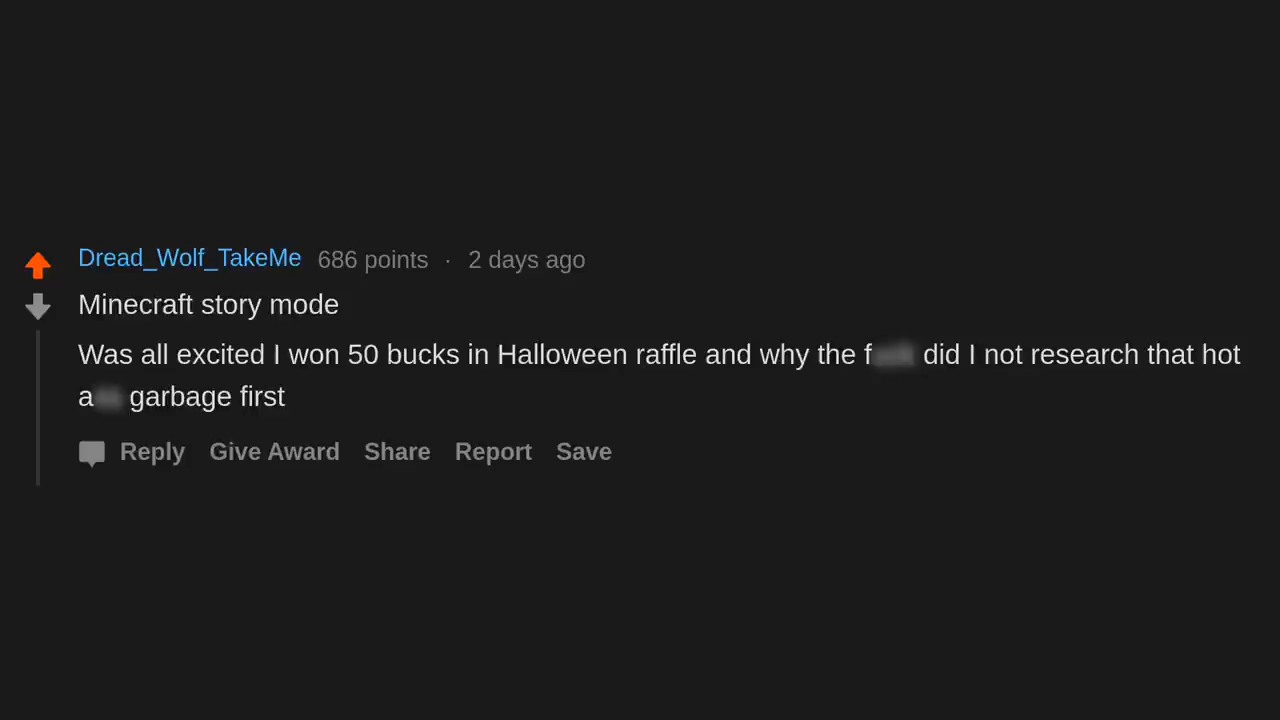 Dread_Wolf_TakeMe 686 points · 2 days ago
Minecraft story mode
Was all excited I won 50 bucks in Halloween raffle and why the f did I not research that hot
a garbage first
Reply Give Award Share Report Save